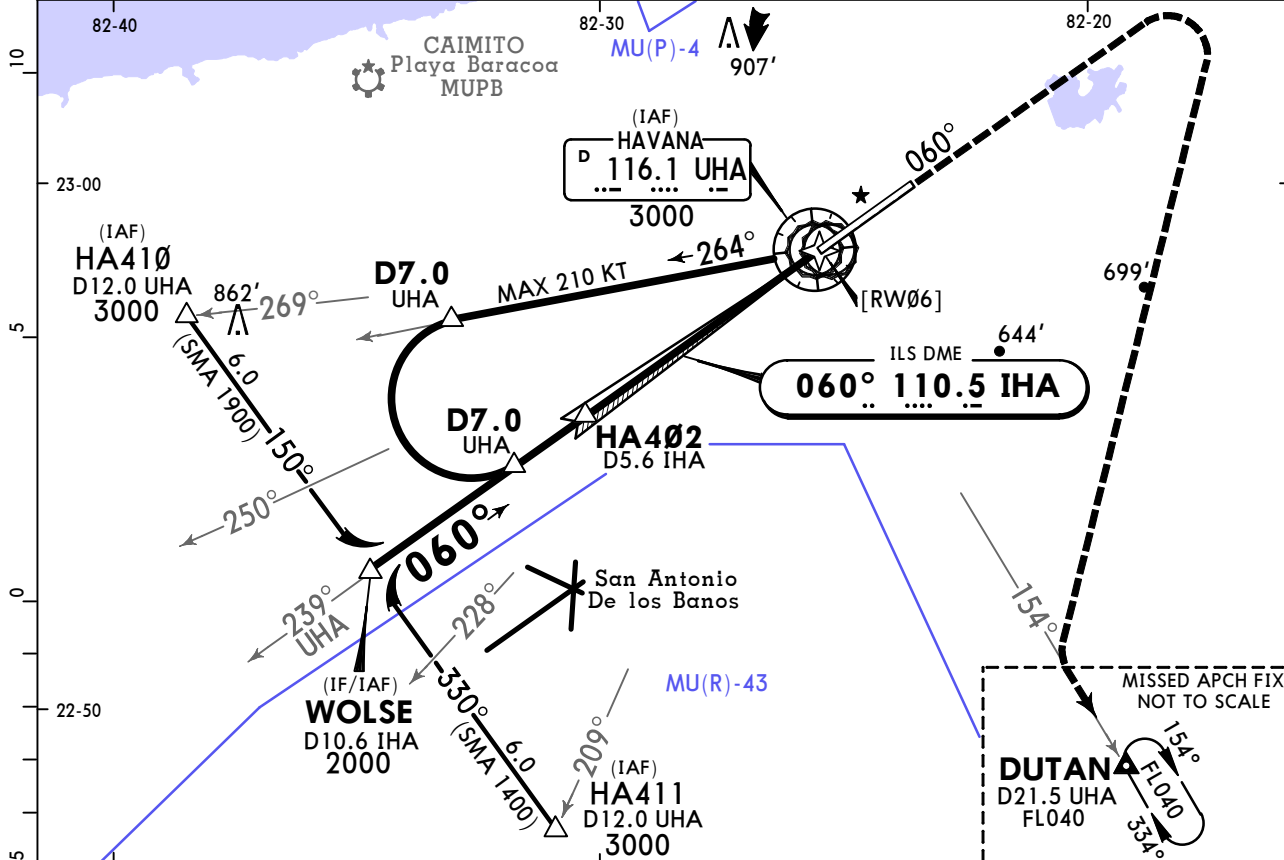 82-40
82-30
82-20
10
CAIMITO
Playa Baracoa
MUPB
MU(P)-4
907'
(IAF)
HAVANA
D 116.1 UHA
3000
060°
23-00
(IAF)
HA41Ø
D12.0 UHA
3000
862'
269°
D7.0
UHA
MAX 210 KT
264°
[RWØ6]
699'
644'
5
6.0
(SMA 1900)
150°
ILS DME
060° 110.5 IHA
D7.0
UHA
HA4Ø2
D5.6 IHA
250°
060°
San Antonio
De los Banos
0
239°
UHA
228°
154°
(IF/IAF)
WOLSE
D10.6 IHA
2000
330°
6.0
(SMA 1400)
MU(R)-43
209°
22-50
(IAF)
HA411
D12.0 UHA
3000
MISSED APCH FIX
NOT TO SCALE
DUTAN
D21.5 UHA
FL040
154°
FL040
334°
5